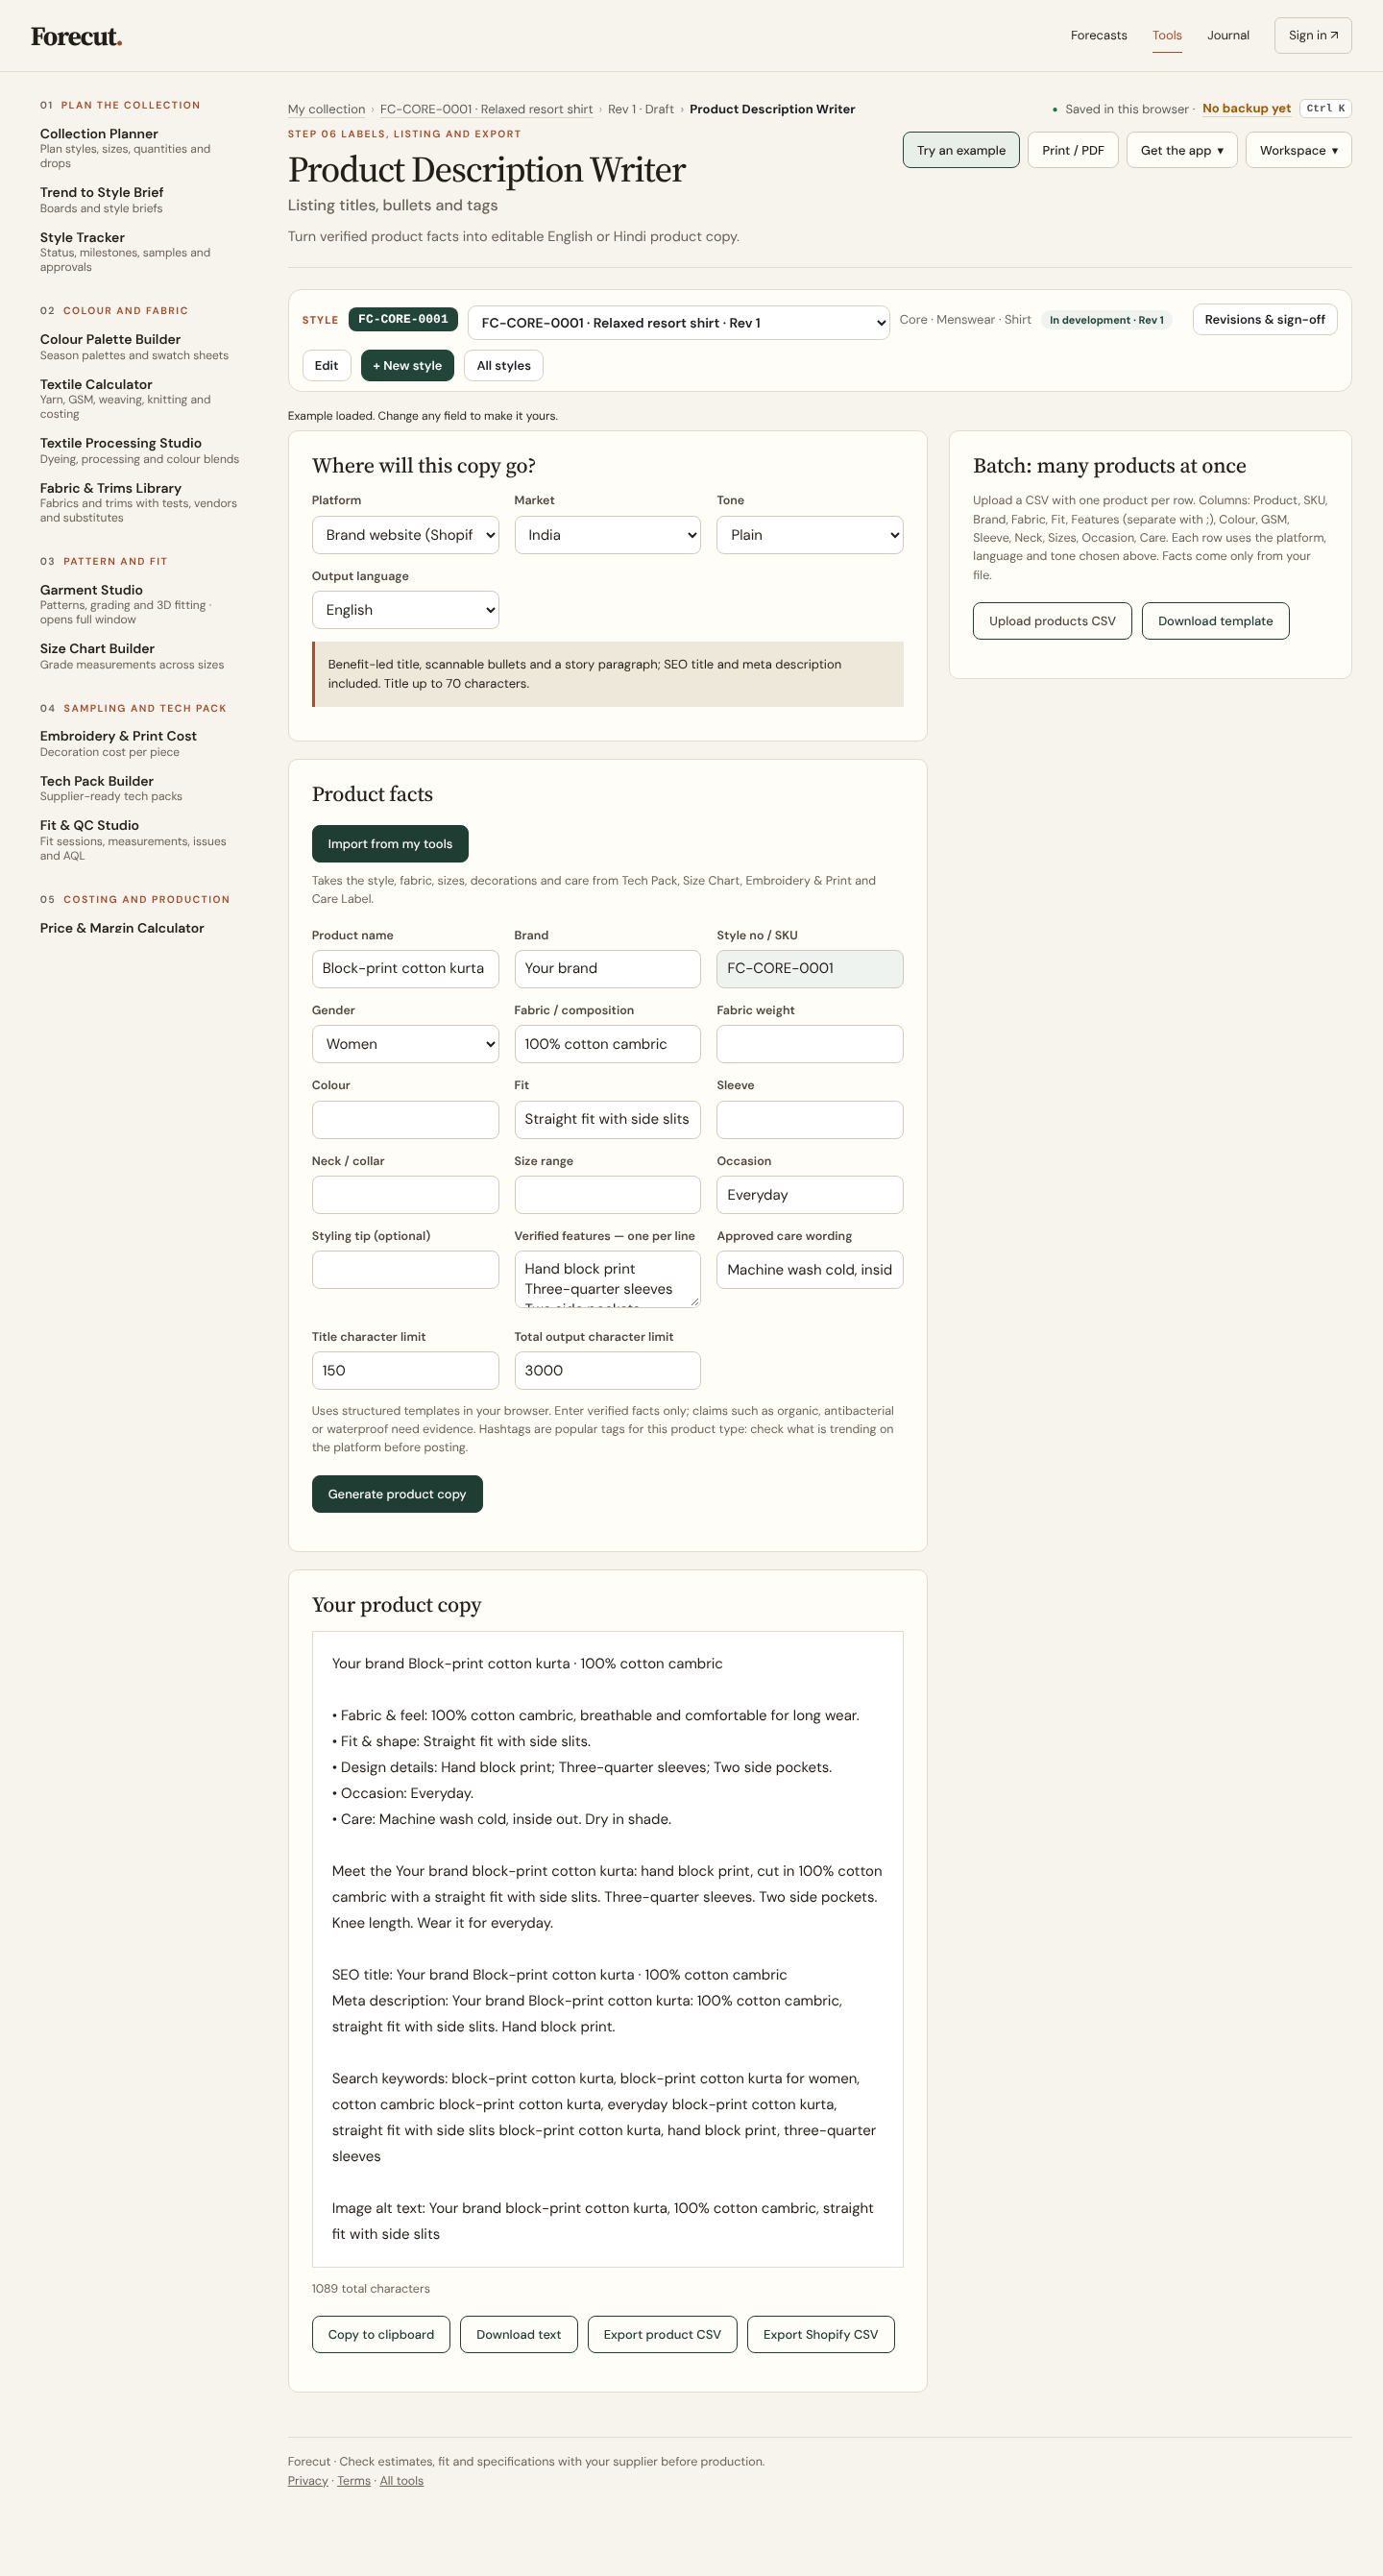 Forecut.
Forecasts
Tools
Journal
Sign in ↗
01 PLAN THE COLLECTION
Collection Planner
Plan styles, sizes, quantities and
drops
Trend to Style Brief
Boards and style briefs
Style Tracker
Status, milestones, samples and
approvals
02 COLOUR AND FABRIC
Colour Palette Builder
Season palettes and swatch sheets
Textile Calculator
Yarn, GSM, weaving, knitting and
costing
Textile Processing Studio
Dyeing, processing and colour blends
Fabric & Trims Library
Fabrics and trims with tests, vendors
and substitutes
03 PATTERN AND FIT
Garment Studio
Patterns, grading and 3D fitting ·
opens full window
Size Chart Builder
Grade measurements across sizes
04 SAMPLING AND TECH PACK
Embroidery & Print Cost
Decoration cost per piece
Tech Pack Builder
Supplier-ready tech packs
Fit & QC Studio
Fit sessions, measurements, issues
and AQL
05 COSTING AND PRODUCTION
Price & Margin Calculator
My collection › FC-CORE-0001 · Relaxed resort shirt › Rev 1 · Draft › Product Description Writer
• Saved in this browser · No backup yet Ctrl K
STEP 06 LABELS, LISTING AND EXPORT
Product Description Writer
Listing titles, bullets and tags
Turn verified product facts into editable English or Hindi product copy.
Try an example
Print / PDF
Get the app ▾
Workspace ▾
STYLE FC-CORE-0001 FC-CORE-0001 · Relaxed resort shirt · Rev 1 Core · Menswear · Shirt In development · Rev 1 Revisions & sign-off
Edit + New style All styles
Example loaded. Change any field to make it yours.
Where will this copy go?
Platform Market Tone
Brand website (Shopif India Plain
Output language
English
Benefit-led title, scannable bullets and a story paragraph; SEO title and meta description
included. Title up to 70 characters.
Batch: many products at once
Upload a CSV with one product per row. Columns: Product, SKU,
Brand, Fabric, Fit, Features (separate with ;), Colour, GSM,
Sleeve, Neck, Sizes, Occasion, Care. Each row uses the platform,
language and tone chosen above. Facts come only from your
file.
Upload products CSV Download template
Product facts
Import from my tools
Takes the style, fabric, sizes, decorations and care from Tech Pack, Size Chart, Embroidery & Print and
Care Label.
Product name Brand Style no / SKU
Block-print cotton kurta Your brand FC-CORE-0001
Gender Fabric / composition Fabric weight
Women 100% cotton cambric
Colour Fit Sleeve
Straight fit with side slits
Neck / collar Size range Occasion
Everyday
Styling tip (optional) Verified features — one per line Approved care wording
Hand block print Machine wash cold, insid
Three-quarter sleeves
Two side pockets
Title character limit Total output character limit
150 3000
Uses structured templates in your browser. Enter verified facts only; claims such as organic, antibacterial
or waterproof need evidence. Hashtags are popular tags for this product type: check what is trending on
the platform before posting.
Generate product copy
Your product copy
Your brand Block-print cotton kurta · 100% cotton cambric
• Fabric & feel: 100% cotton cambric, breathable and comfortable for long wear.
• Fit & shape: Straight fit with side slits.
• Design details: Hand block print; Three-quarter sleeves; Two side pockets.
• Occasion: Everyday.
• Care: Machine wash cold, inside out. Dry in shade.
Meet the Your brand block-print cotton kurta: hand block print, cut in 100% cotton
cambric with a straight fit with side slits. Three-quarter sleeves. Two side pockets.
Knee length. Wear it for everyday.
SEO title: Your brand Block-print cotton kurta · 100% cotton cambric
Meta description: Your brand Block-print cotton kurta: 100% cotton cambric,
straight fit with side slits. Hand block print.
Search keywords: block-print cotton kurta, block-print cotton kurta for women,
cotton cambric block-print cotton kurta, everyday block-print cotton kurta,
straight fit with side slits block-print cotton kurta, hand block print, three-quarter
sleeves
Image alt text: Your brand block-print cotton kurta, 100% cotton cambric, straight
fit with side slits
1089 total characters
Copy to clipboard Download text Export product CSV Export Shopify CSV
Forecut · Check estimates, fit and specifications with your supplier before production.
Privacy · Terms · All tools